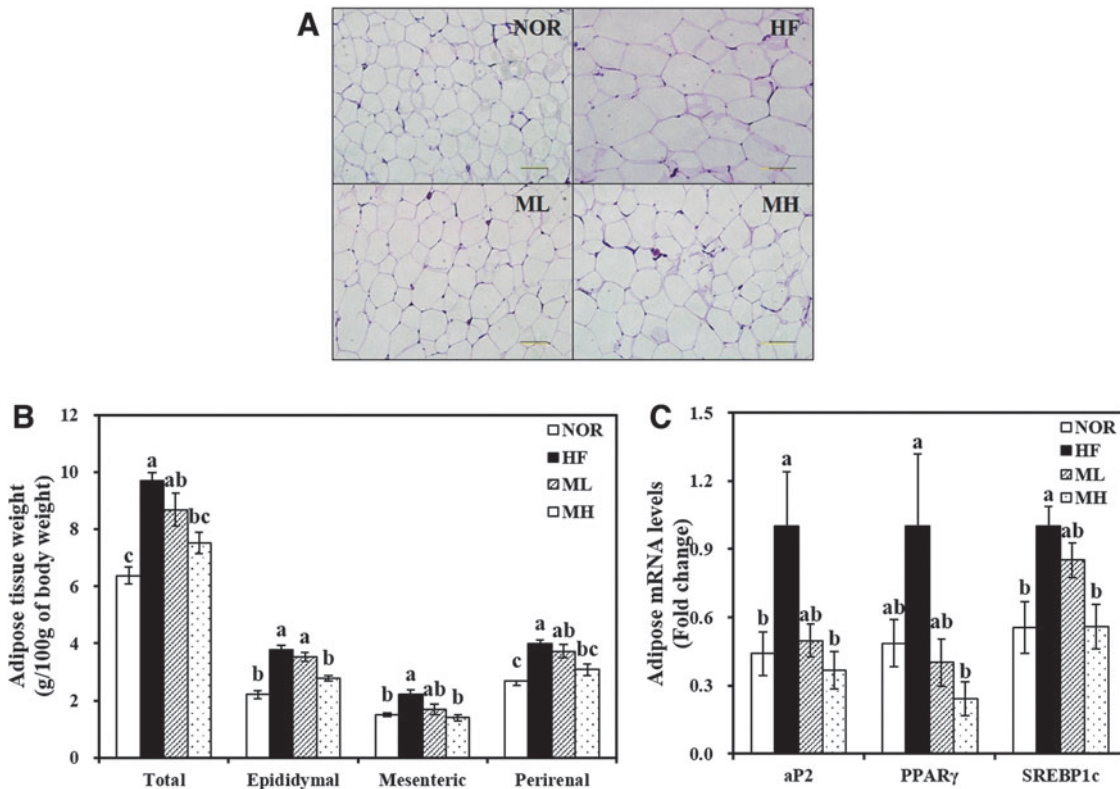 A
NOR
HF
ML
MH
B
Adipose tissue weight
(g/100g of body weight)
12
10
8
6
4
2
0
NOR
HF
ML
MH
c
a
ab
bc
b
a
a
b
b
a
ab
b
c
a
ab
bc
Total
Epididymal
Mesenteric
Perirenal
C
Adipose mRNA levels
(Fold change)
1.5
1.2
0.9
0.6
0.3
0.0
NOR
HF
ML
MH
b
a
ab
b
ab
a
ab
b
b
a
ab
b
aP2
PPARγ
SREBP1c